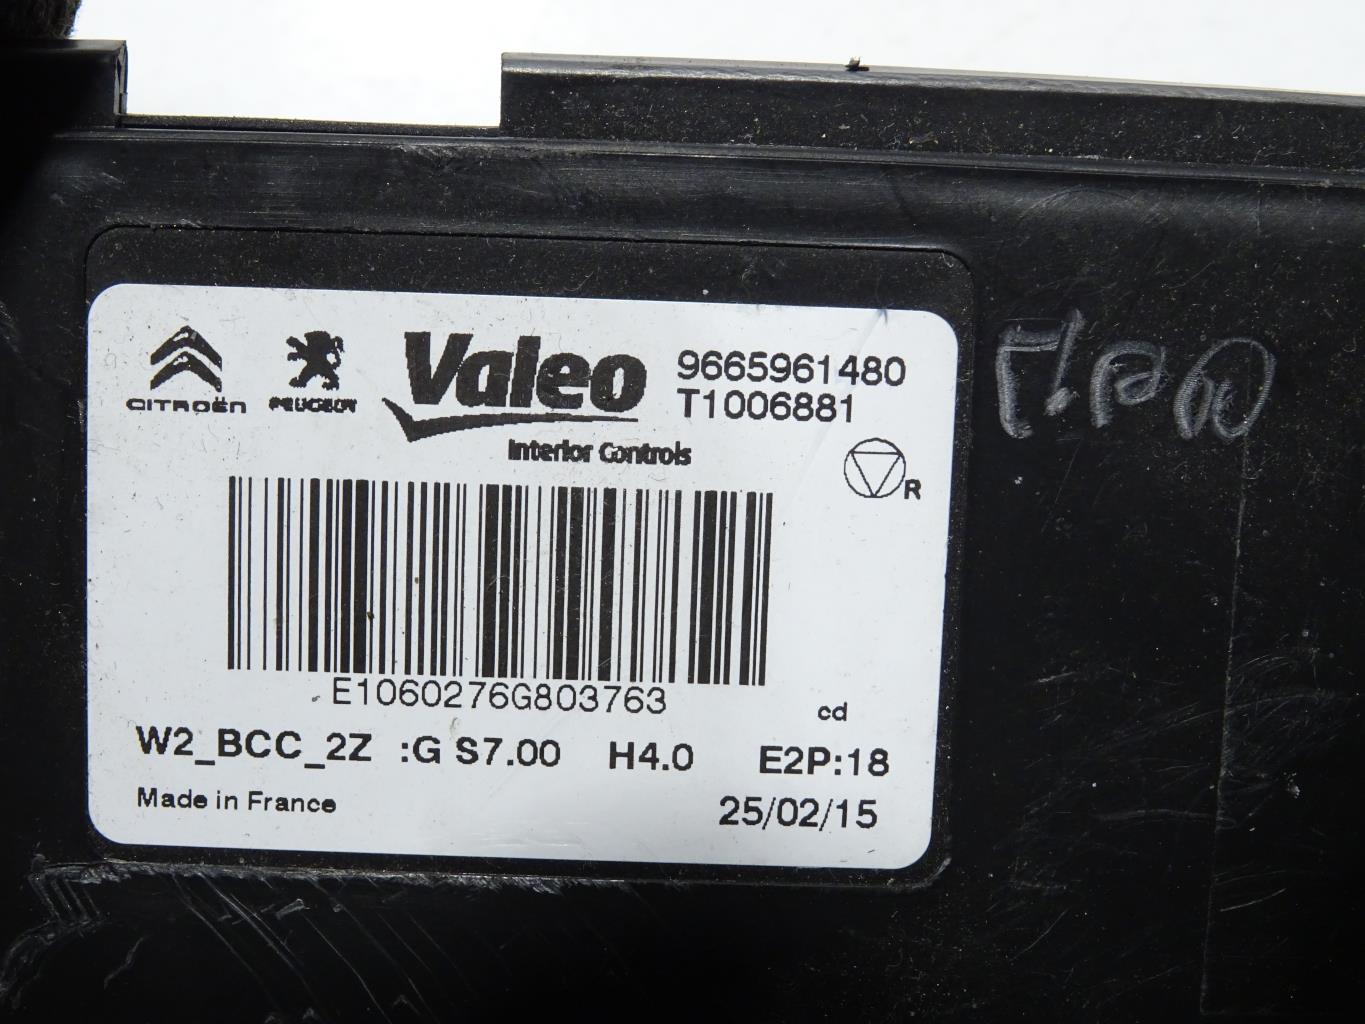 CITROËN PEUGEOT Valeo 9665961480
T1006881
Interior Controls
R
E1060276G803763
cd
W2_BCC_2Z :G S7.00 H4.0 E2P:18
Made in France 25/02/15